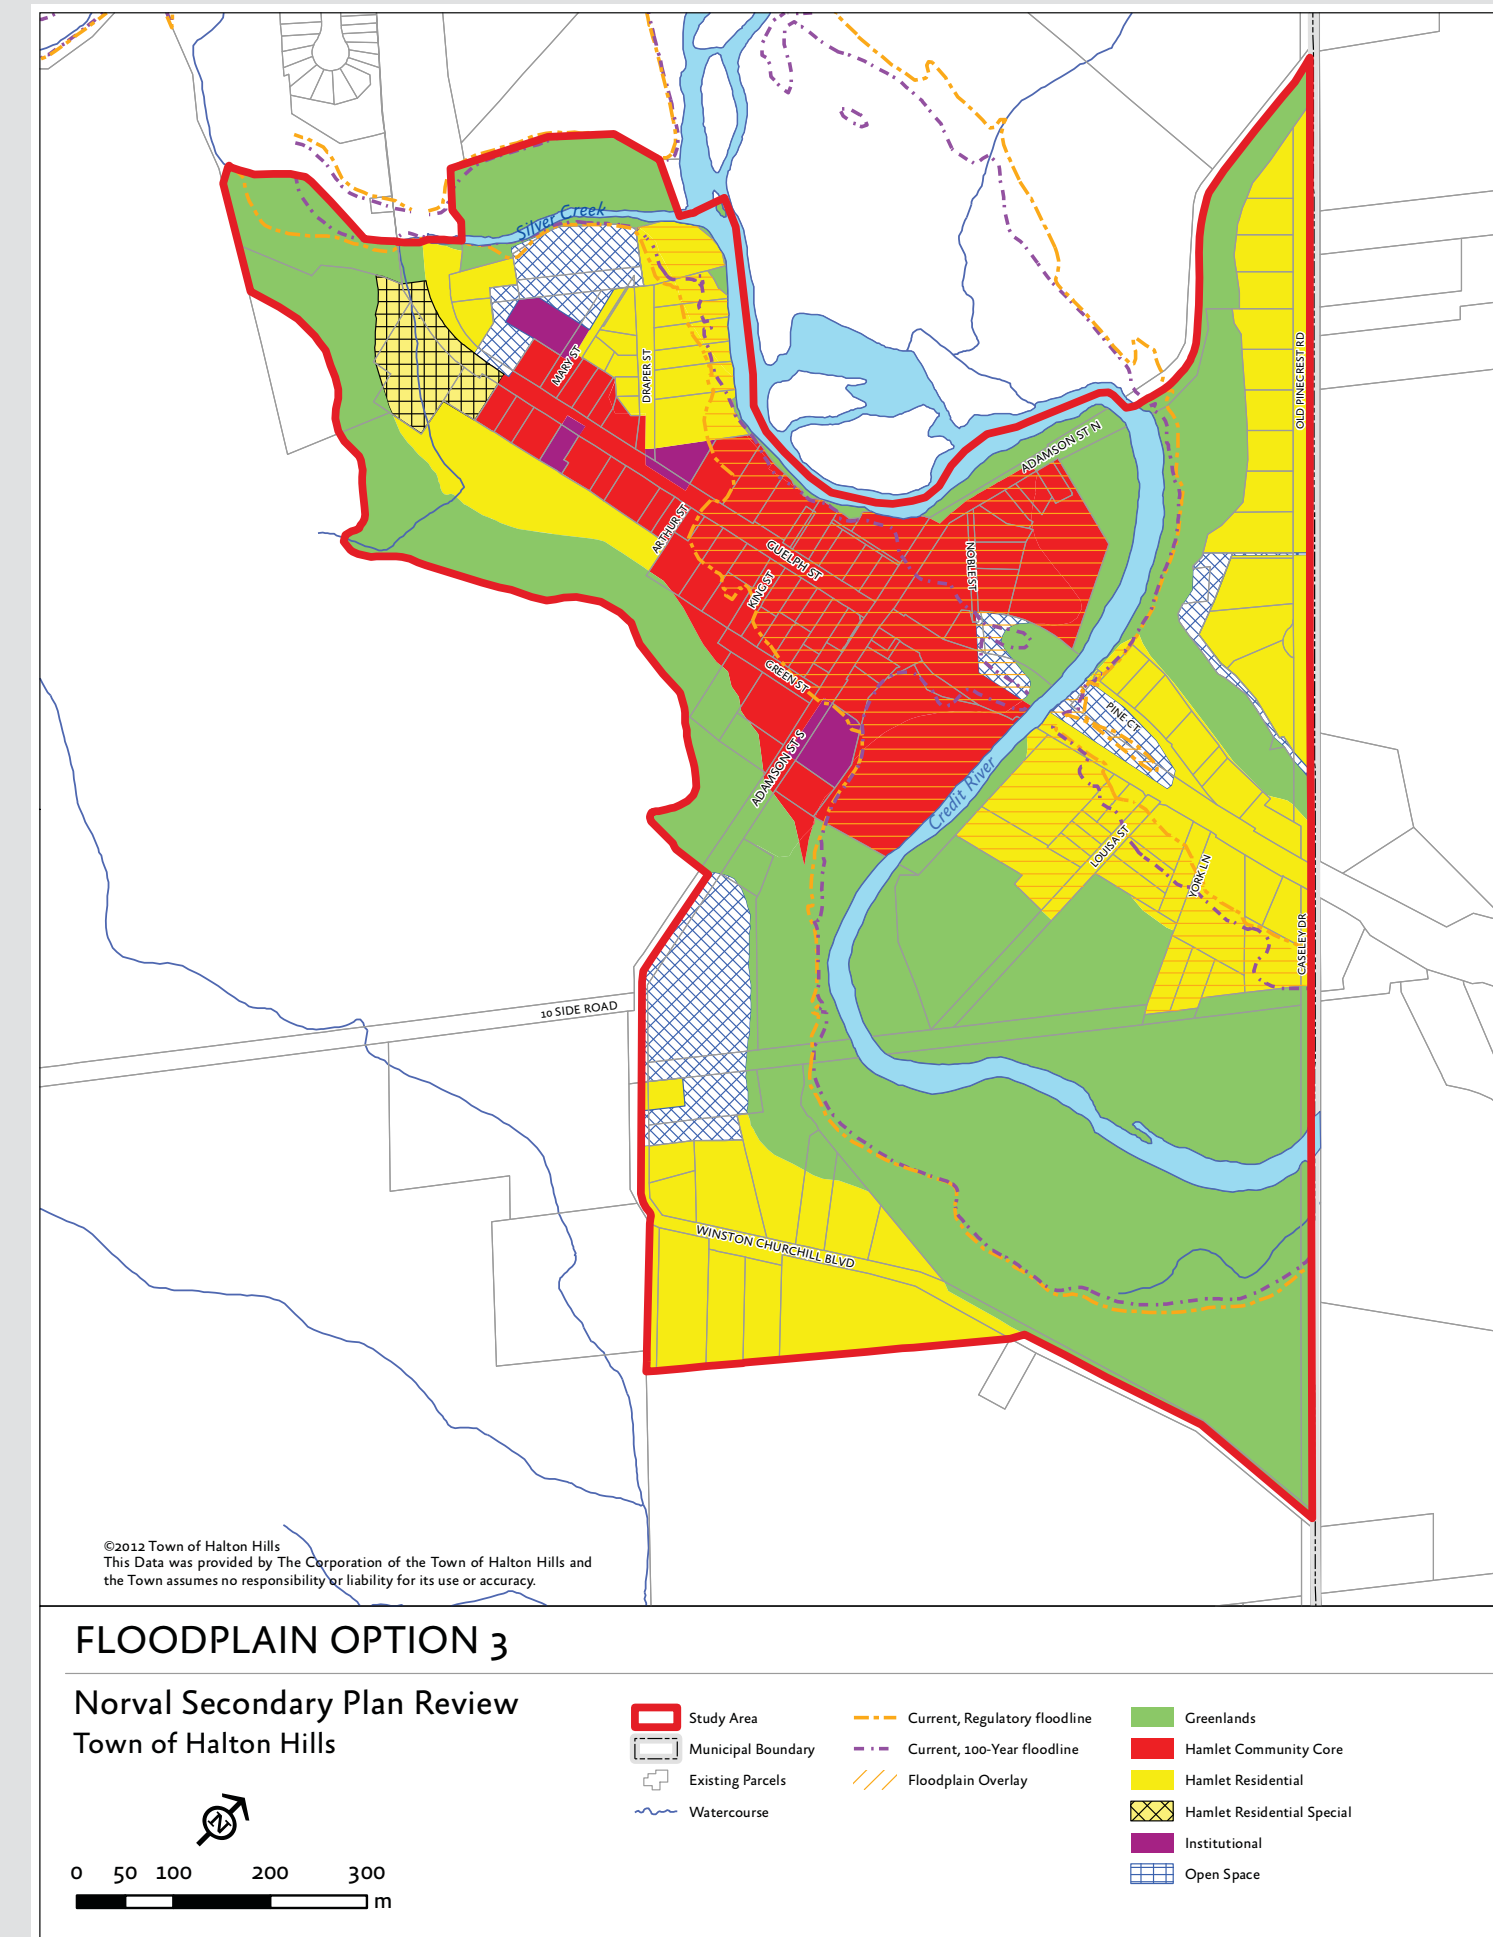 Silver Creek
MARY ST
DRAPER ST
OLD PINECREST RD
ADAMSON ST N
ARTHUR ST
GUELPH ST
NOBLE ST
KING ST
GREEN ST
PINE CT
ADAMSON ST S
Credit River
LOUISA ST
YORK LN
CASELEY DR
10 SIDE ROAD
WINSTON CHURCHILL BLVD
©2012 Town of Halton Hills
This Data was provided by The Corporation of the Town of Halton Hills and
the Town assumes no responsibility or liability for its use or accuracy.
FLOODPLAIN OPTION 3
Norval Secondary Plan Review
Town of Halton Hills
N
0 50 100 200 300
m
Study Area
Municipal Boundary
Existing Parcels
Watercourse
Current, Regulatory floodline
Current, 100-Year floodline
Floodplain Overlay
Greenlands
Hamlet Community Core
Hamlet Residential
Hamlet Residential Special
Institutional
Open Space